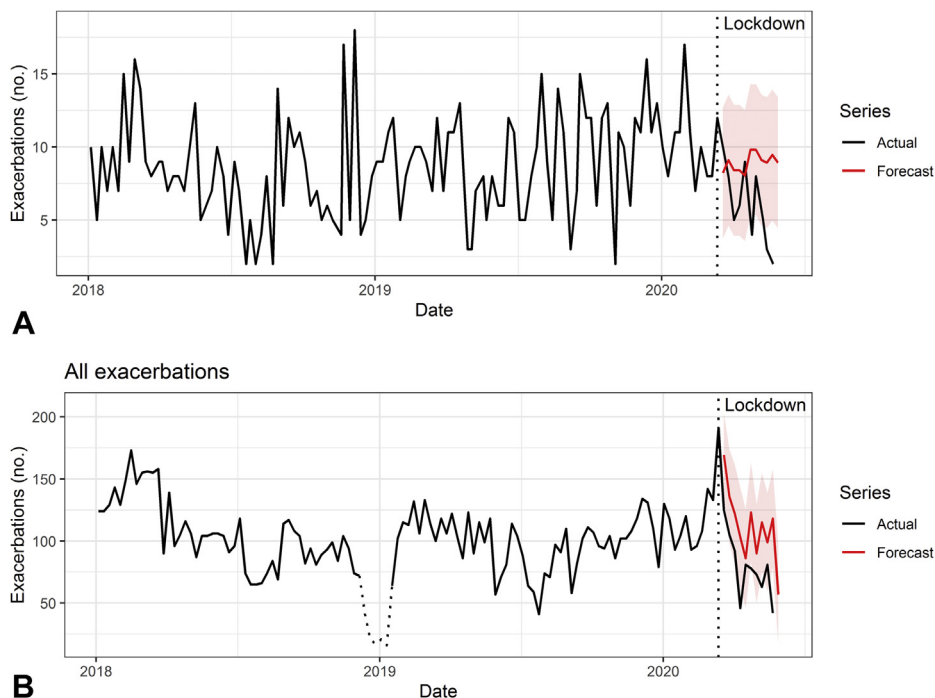 Lockdown
Exacerbations (no.)
15
10
5
2018
2019
2020
Date
Series
Actual
Forecast
A
All exacerbations
Lockdown
Exacerbations (no.)
200
150
100
50
2018
2019
2020
Date
Series
Actual
Forecast
B